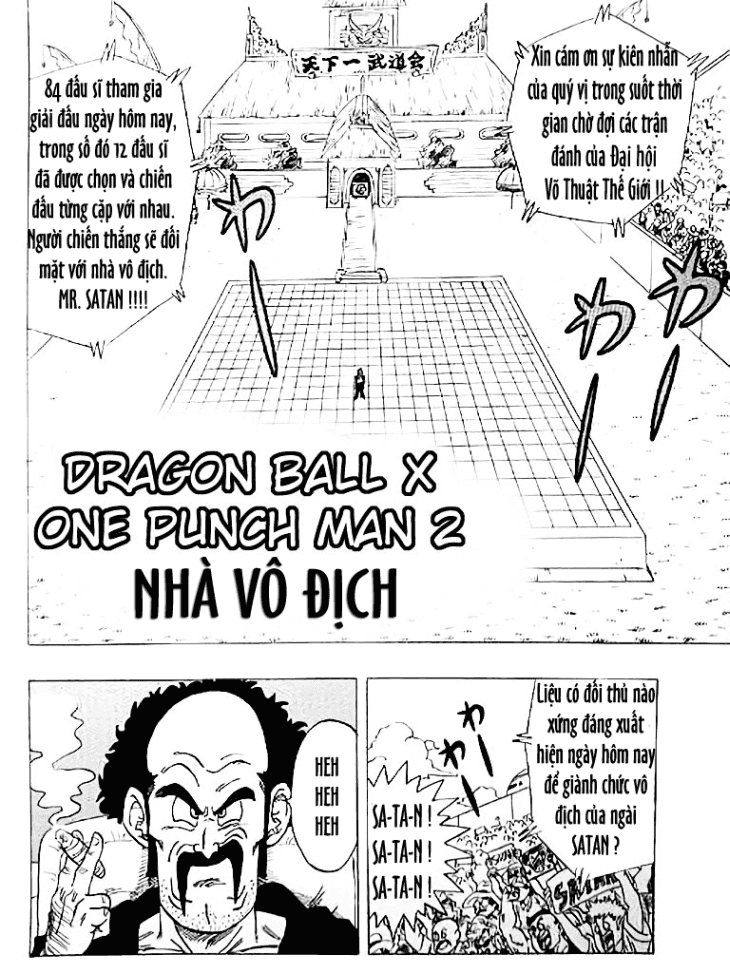 天下一武道会
Xin cám ơn sự kiên nhẫn
của quý vị trong suốt thời
gian chờ đợi các trận
đánh của Đại hội
Võ Thuật Thế Giới !!
84 đấu sĩ tham gia
giải đấu ngày hôm nay,
trong số đó 12 đấu sĩ
đã được chọn và chiến
đấu từng cặp với nhau.
Người chiến thắng sẽ đối
mặt với nhà vô địch.
MR. SATAN !!!!
わー
わー
わー
DRAGON BALL X
ONE PUNCH MAN 2
NHÀ VÔ ĐỊCH
HEH
HEH
HEH
Liệu có đối thủ nào
xứng đáng xuất
hiện ngày hôm nay
để giành chức vô
địch của ngài
SATAN ?
わー
わー
SA-TA-N !
SA-TA-N !
SA-TA-N !